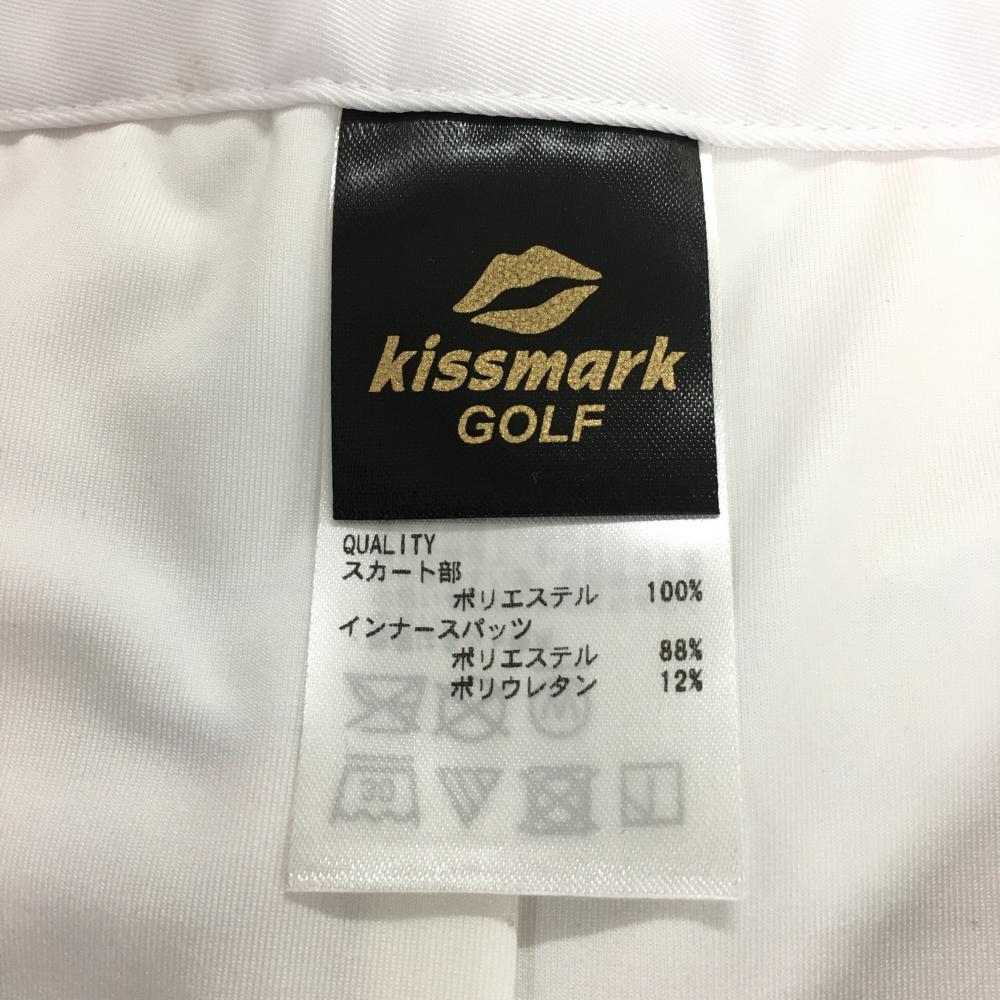 kissmark
GOLF
QUALITY
スカート部
ポリエステル 100%
インナースパッツ
ポリエステル 88%
ポリウレタン 12%